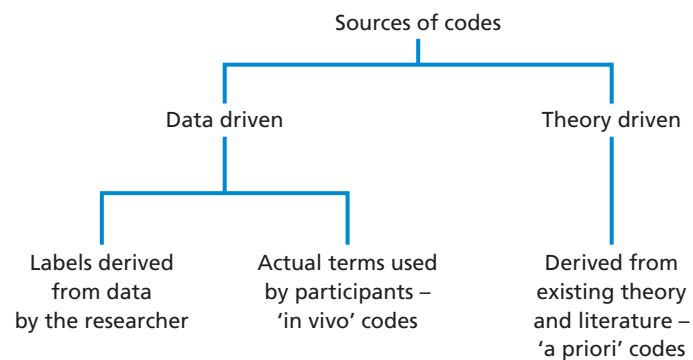 Sources of codes
Data driven
Theory driven
Labels derived
from data
by the researcher
Actual terms used
by participants –
‘in vivo’ codes
Derived from
existing theory
and literature –
‘a priori’ codes